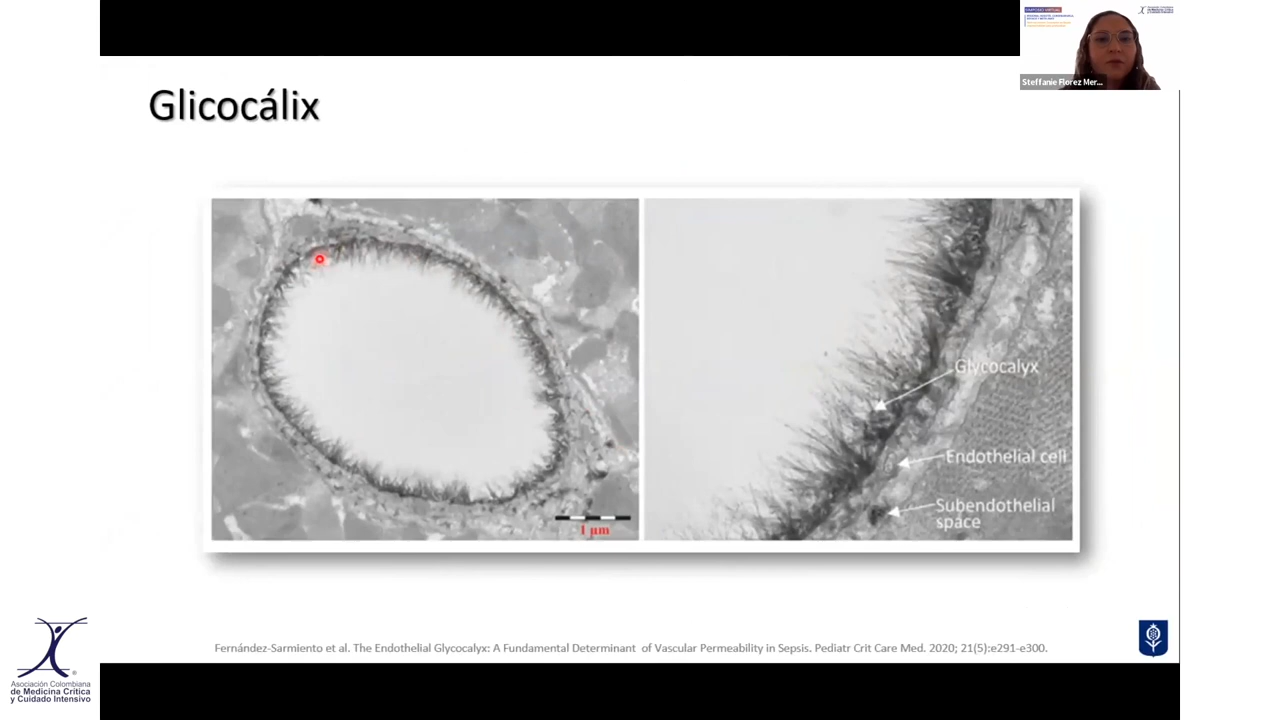 SIMPOSIO VIRTUAL
Steffanie Florez Mer...
Glicocálix
Glycocalyx
Endothelial cell
Subendothelial
space
1 µm
Fernández-Sarmiento et al. The Endothelial Glycocalyx: A Fundamental Determinant of Vascular Permeability in Sepsis. Pediatr Crit Care Med. 2020; 21(5):e291-e300.
Asociación Colombiana
de Medicina Crítica
y Cuidado Intensivo